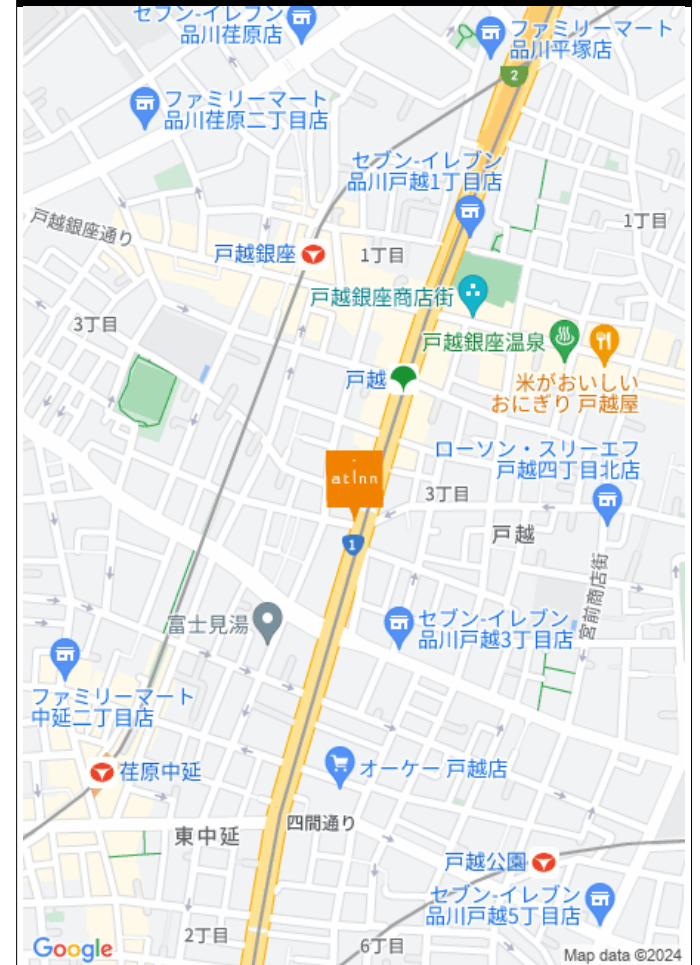 セブン-イレブン
品川荏原店
ファミリーマート
品川平塚店
2
ファミリーマート
品川荏原二丁目店
セブン-イレブン
品川戸越1丁目店
戸越銀座通り
1丁目
戸越銀座
1丁目
戸越銀座商店街
3丁目
戸越銀座温泉
戸越
米がおいしい
おにぎり 戸越屋
ローソン・スリーエフ
戸越四丁目北店
atInn
3丁目
戸越
1
宮前商店街
富士見湯
セブン-イレブン
品川戸越3丁目店
ファミリーマート
中延二丁目店
荏原中延
オーケー 戸越店
四間通り
東中延
戸越公園
セブン-イレブン
品川戸越5丁目店
2丁目
6丁目
Google
Map data ©2024